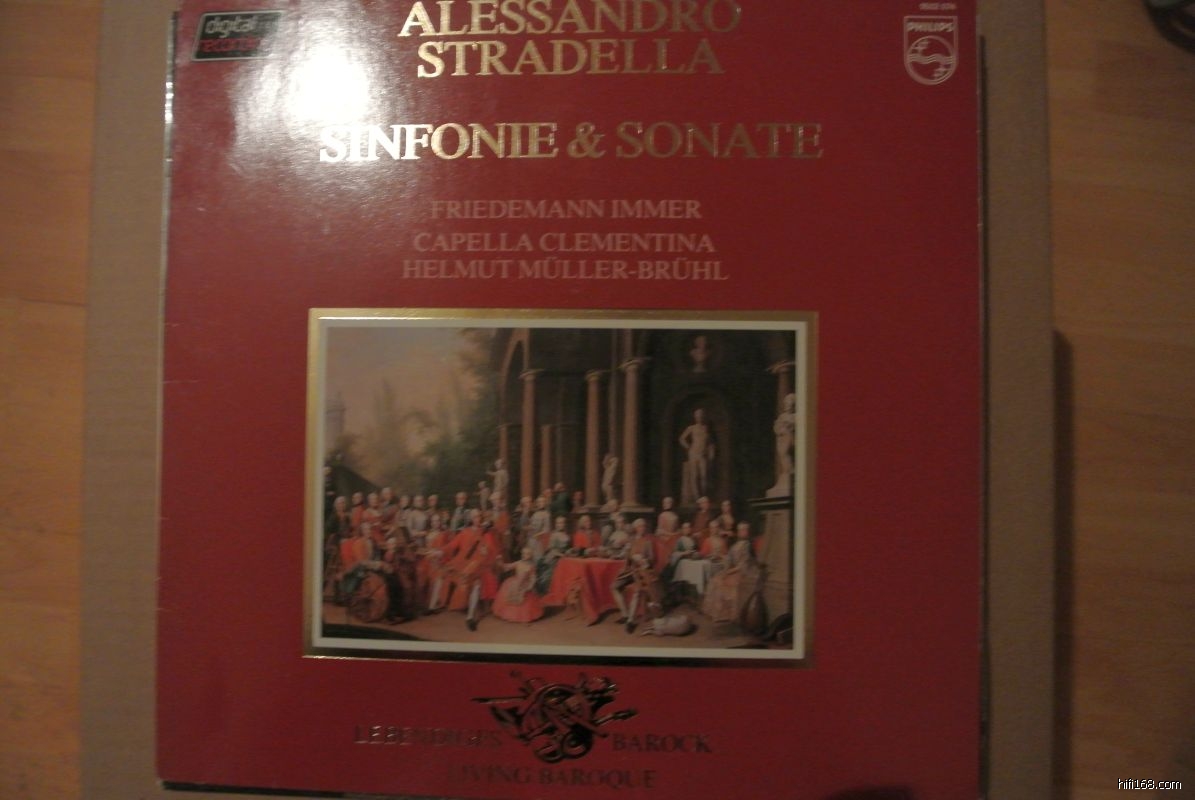 digital
ALESSANDRO
STRADELLA
PHILIPS
SINFONIE & SONATE
FRIEDEMANN IMMER
CAPELLA CLEMENTINA
HELMUT MÜLLER-BRÜHL
LEBENDIGES BAROCK
LIVING BAROQUE
hifi168.com